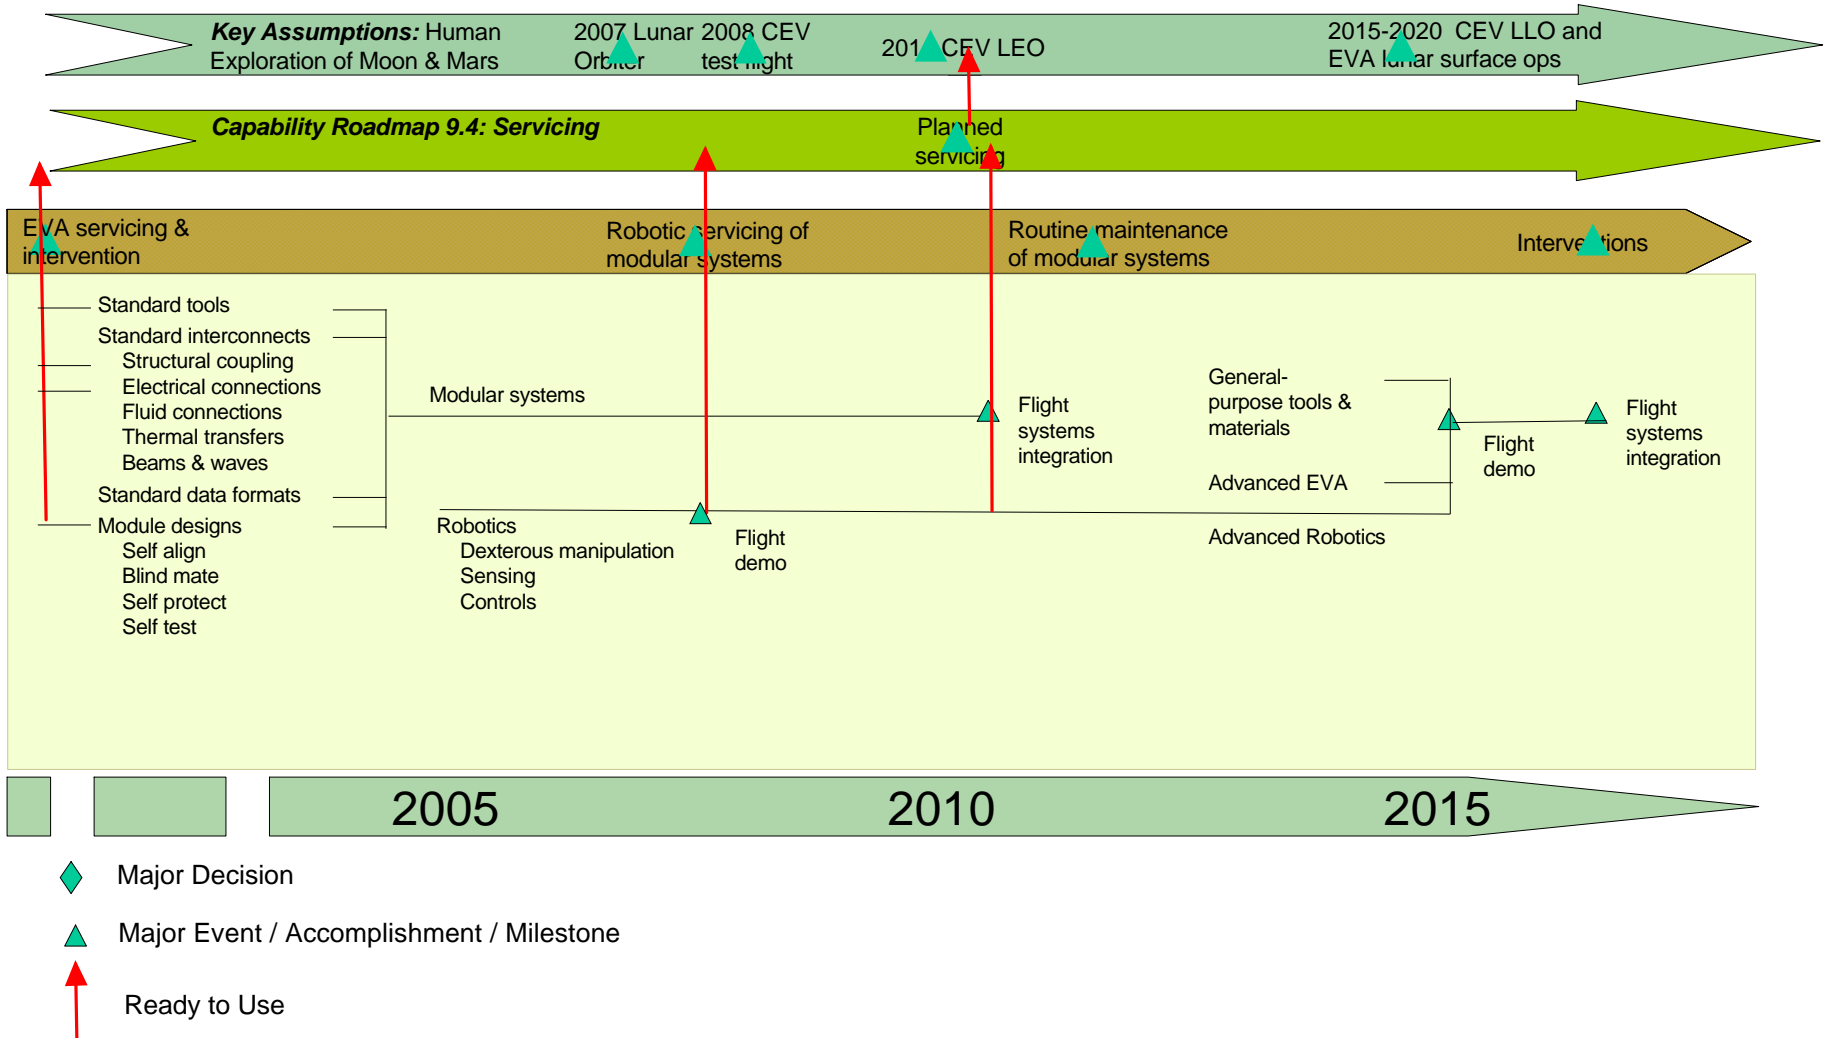 Key Assumptions: Human
Exploration of Moon & Mars
2007 Lunar
Orbiter
2008 CEV
test flight
CEV LEO
2015-2020 CEV LLO and
EVA lunar surface ops
Capability Roadmap 9.4: Servicing
Planned
servicing
EVA servicing &
intervention
Robotic servicing of
modular systems
Routine maintenance
of modular systems
Interventions
Standard tools
Standard interconnects
Structural coupling
Electrical connections
Fluid connections
Thermal transfers
Beams & waves
Standard data formats
Module designs
Self align
Blind mate
Self protect
Self test
Modular systems
Robotics
Dexterous manipulation
Sensing
Controls
Flight
demo
Flight
systems
integration
General-
purpose tools &
materials
Advanced EVA
Advanced Robotics
Flight
demo
Flight
systems
integration
2005
2010
2015
Major Decision
Major Event / Accomplishment / Milestone
Ready to Use